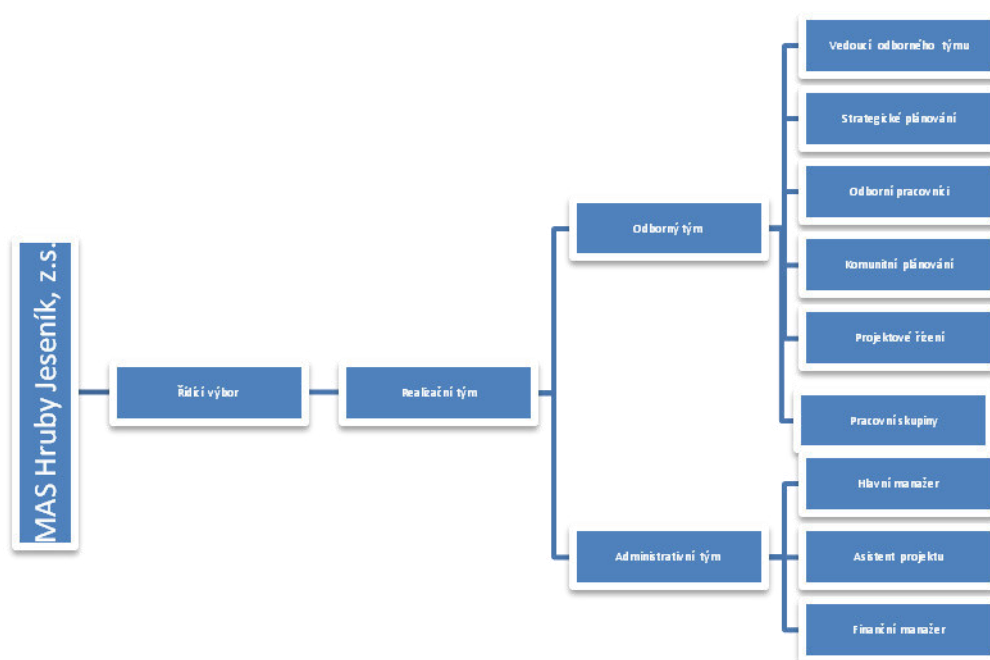 MAS Hruby Jeseník, z.s.
Řídící výbor
Realizační tým
Odborný tým
Vedoucí odborného týmu
Strategické plánování
Odborní pracovníci
Komunitní plánování
Projektové řízení
Pracovní skupiny
Administrativní tým
Hlavní manažer
Asistent projektu
Finanční manažer